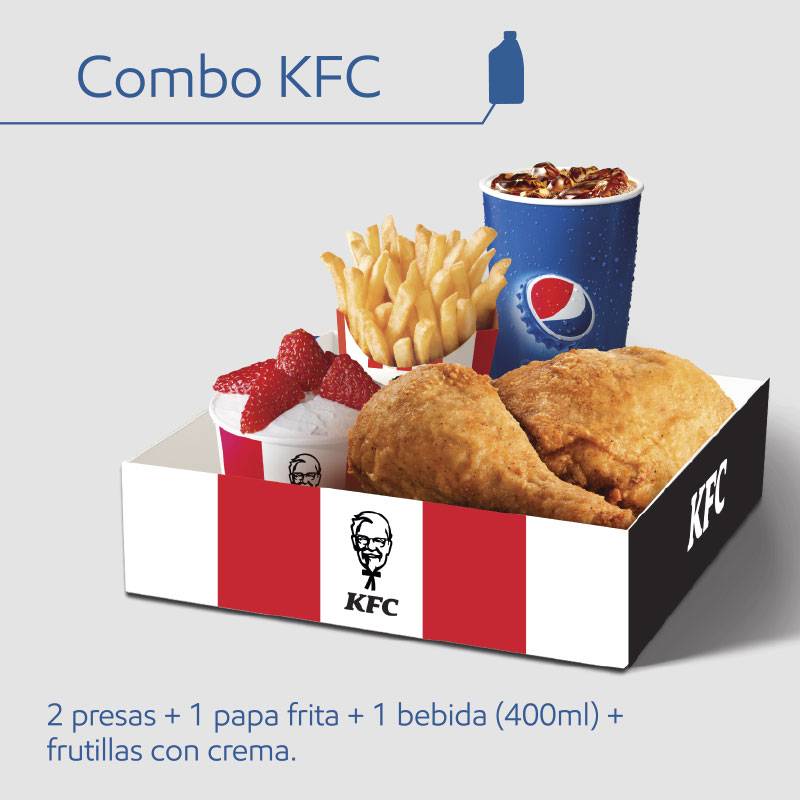 Combo KFC
KFC
KFC
2 presas + 1 papa frita + 1 bebida (400ml) +
frutillas con crema.